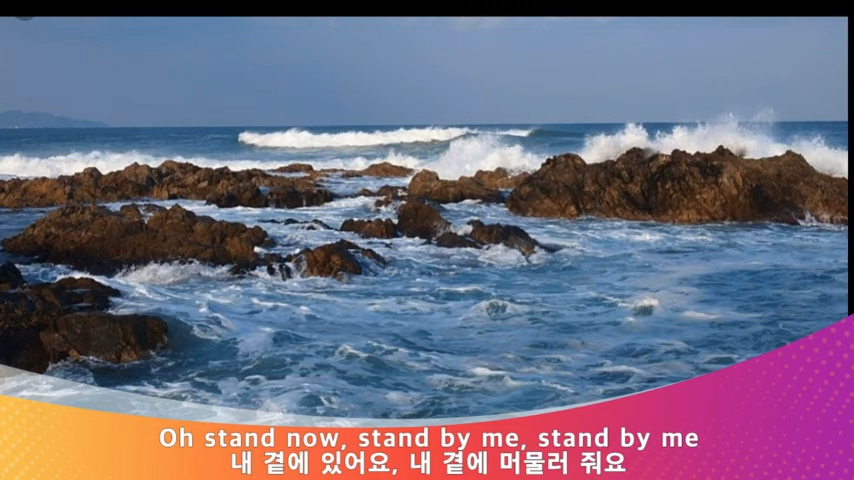 Oh stand now, stand by me, stand by me
내 곁에 있어요, 내 곁에 머물러 줘요